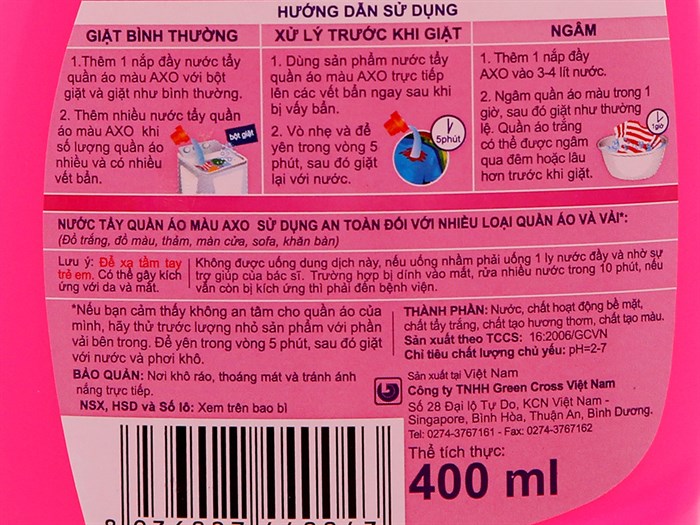 HƯỚNG DẪN SỬ DỤNG
GIẶT BÌNH THƯỜNG
1.Thêm 1 nắp đầy nước tẩy
quần áo màu AXO với bột
giặt và giặt như bình thường.
2. Thêm nhiều nước tẩy quần
áo màu AXO khi
số lượng quần áo
nhiều và có nhiều
vết bẩn.
bột giặt
XỬ LÝ TRƯỚC KHI GIẶT
1. Dùng sản phẩm nước tẩy
quần áo màu AXO trực tiếp
lên các vết bẩn ngay sau khi
bị vấy bẩn.
2. Vò nhẹ và để
yên trong vòng 5
phút, sau đó giặt
lại với nước.
5phút
NGÂM
1. Thêm 1 nắp đầy
AXO vào 3-4 lít nước.
2. Ngâm quần áo màu trong 1
giờ, sau đó giặt như thường
lệ. Quần áo trắng
có thể được ngâm
qua đêm hoặc lâu
hơn trước khi giặt.
1giờ
NƯỚC TẨY QUẦN ÁO MÀU AXO SỬ DỤNG AN TOÀN ĐỐI VỚI NHIỀU LOẠI QUẦN ÁO VÀ VẢI*:
(Đồ trắng, đồ màu, thảm, màn cửa, sofa, khăn bàn)
Lưu ý: Để xa tầm tay
trẻ em. Có thể gây kích
ứng với da và mắt.
Không được uống dung dịch này, nếu uống nhầm phải uống 1 ly nước đầy và nhờ sự
trợ giúp của bác sĩ. Trường hợp bị dính vào mắt, rửa nhiều nước trong 10 phút, nếu
vẫn còn bị kích ứng thì phải đến bệnh viện.
*Nếu bạn cảm thấy không an tâm cho quần áo của
mình, hãy thử trước lượng nhỏ sản phẩm với phần
vải bên trong. Để yên trong vòng 5 phút, sau đó giặt
với nước và phơi khô.
BẢO QUẢN: Nơi khô ráo, thoáng mát và tránh ánh
nắng trực tiếp.
NSX, HSD và Số lô: Xem trên bao bì
THÀNH PHẦN: Nước, chất hoạt động bề mặt,
chất tẩy trắng, chất tạo hương thơm, chất tạo màu.
Sản xuất theo TCCS: 16:2006/GCVN
Chỉ tiêu chất lượng chủ yếu: pH=2-7
Sản xuất tại Việt Nam
Công ty TNHH Green Cross Việt Nam
Số 28 Đại lộ Tự Do, KCN Việt Nam -
Singapore, Bình Hòa, Thuận An, Bình Dương.
Tel: 0274-3767161 - Fax: 0274-3767162
Thể tích thực:
400 ml